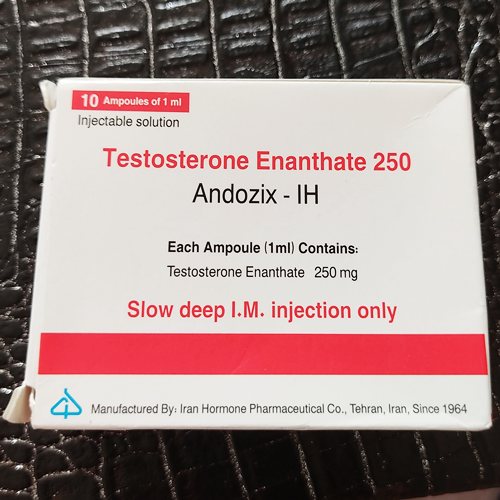 10 Ampoules of 1 ml
Injectable solution
Testosterone Enanthate 250
Andozix - IH
Each Ampoule (1ml) Contains:
Testosterone Enanthate 250 mg
Slow deep I.M. injection only
Manufactured By: Iran Hormone Pharmaceutical Co., Tehran, Iran, Since 1964